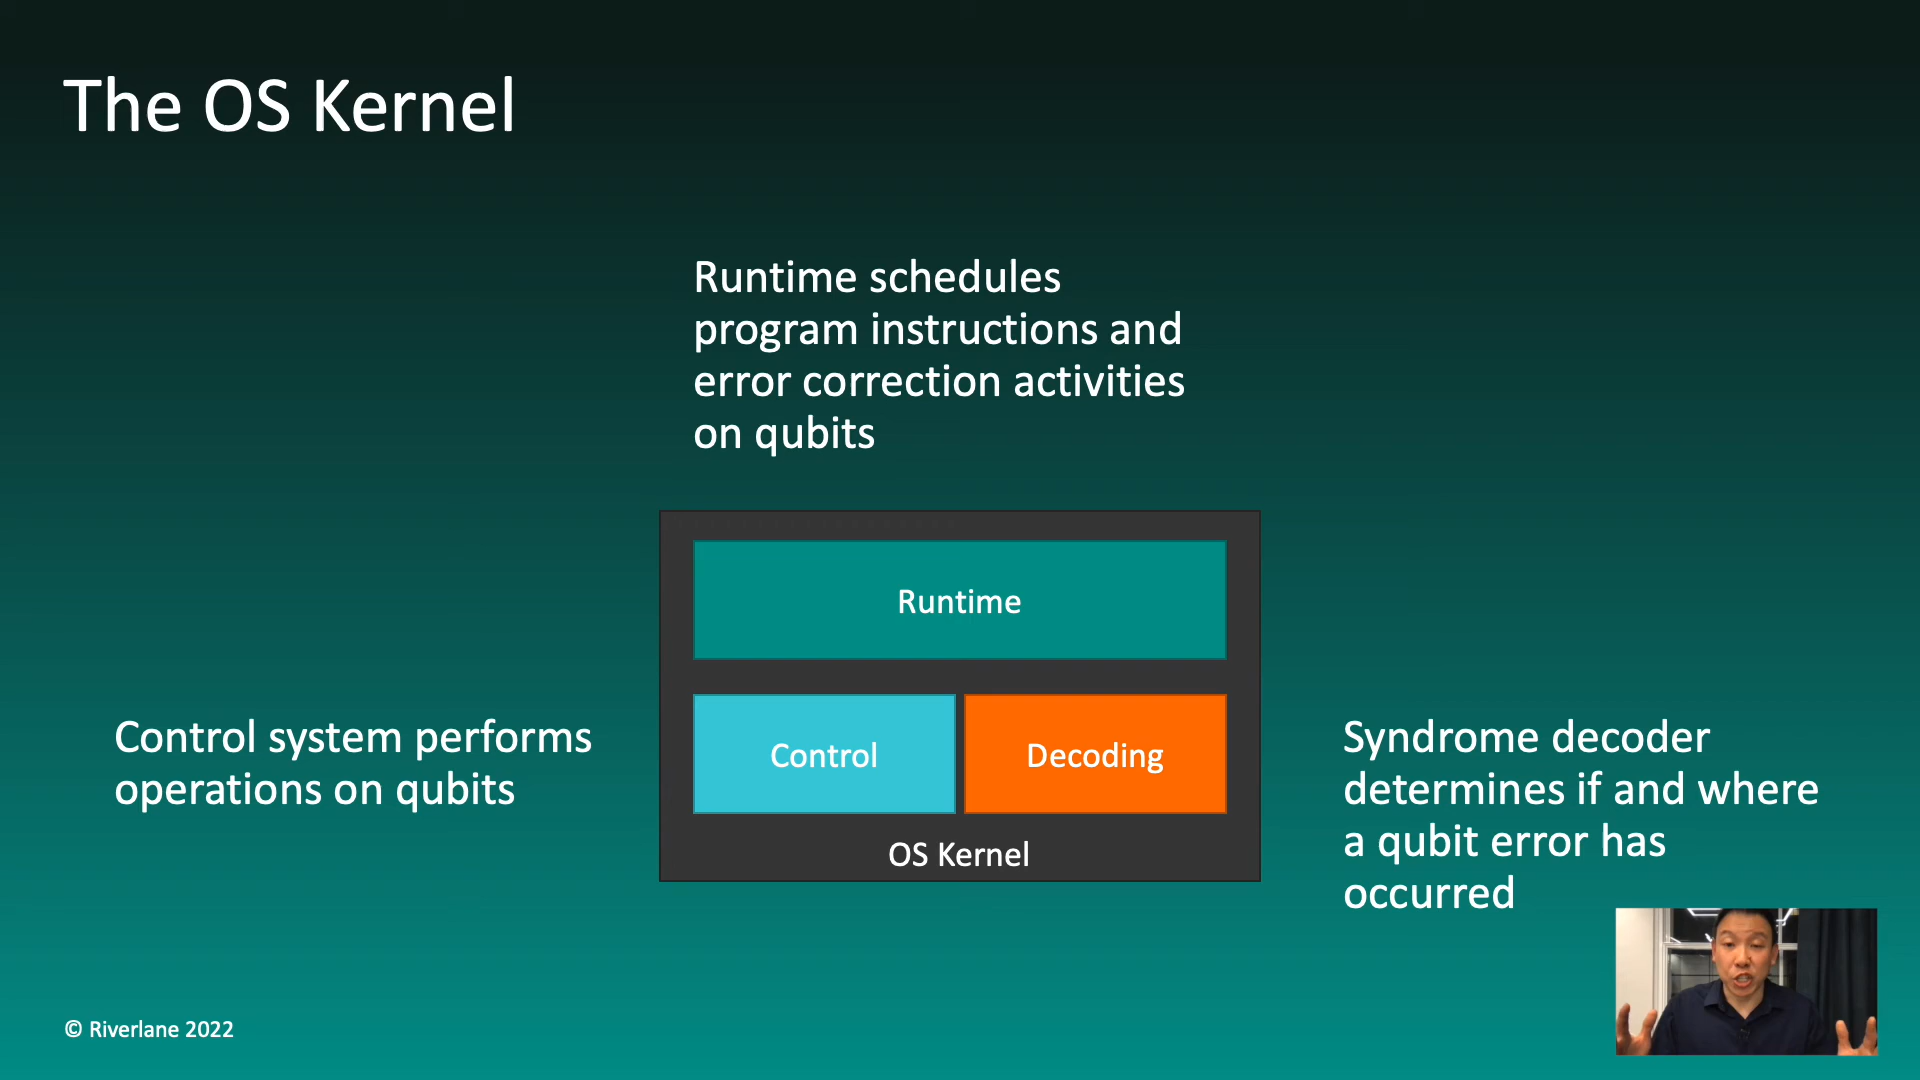 The OS Kernel
Runtime schedules
program instructions and
error correction activities
on qubits
Runtime
Control
Decoding
OS Kernel
Control system performs
operations on qubits
Syndrome decoder
determines if and where
a qubit error has
occurred
© Riverlane 2022